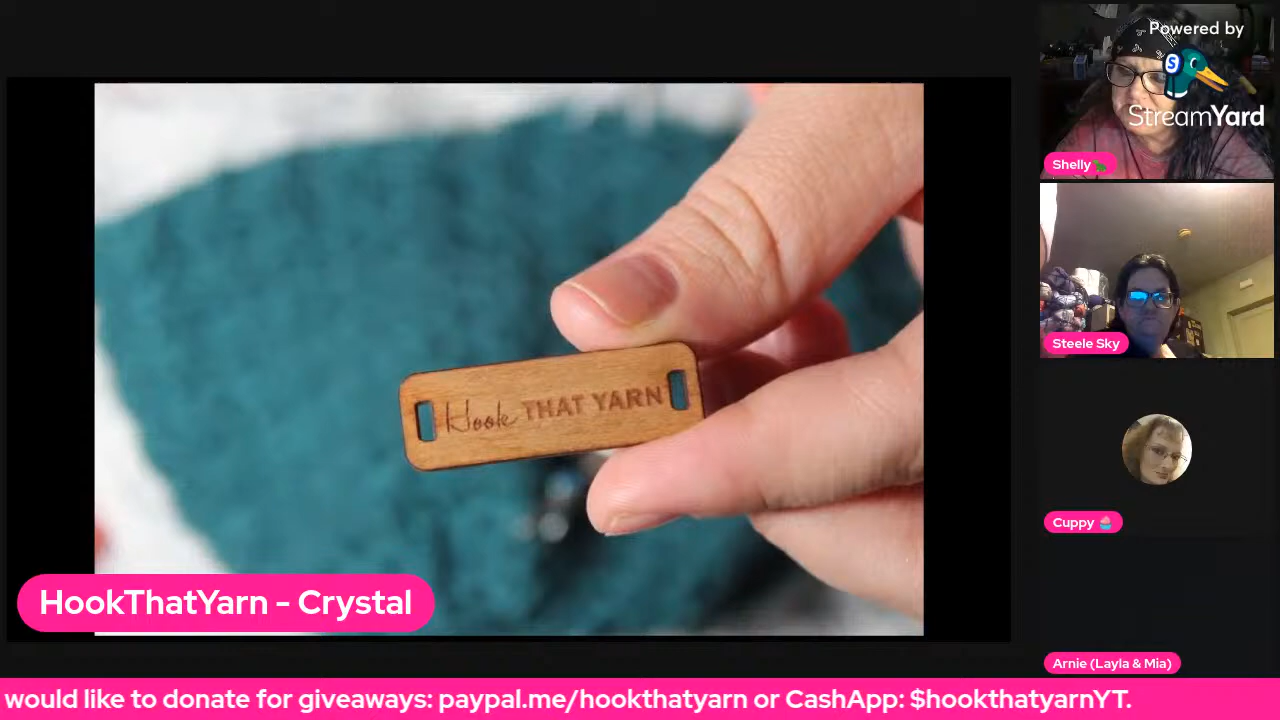 Powered by
S
StreamYard
Shelly🦖
Steele Sky
Hook THAT YARN
Cuppy 🧁
HookThatYarn - Crystal
Arnie (Layla & Mia)
would like to donate for giveaways: paypal.me/hookthatyarn or CashApp: $hookthatyarnYT.